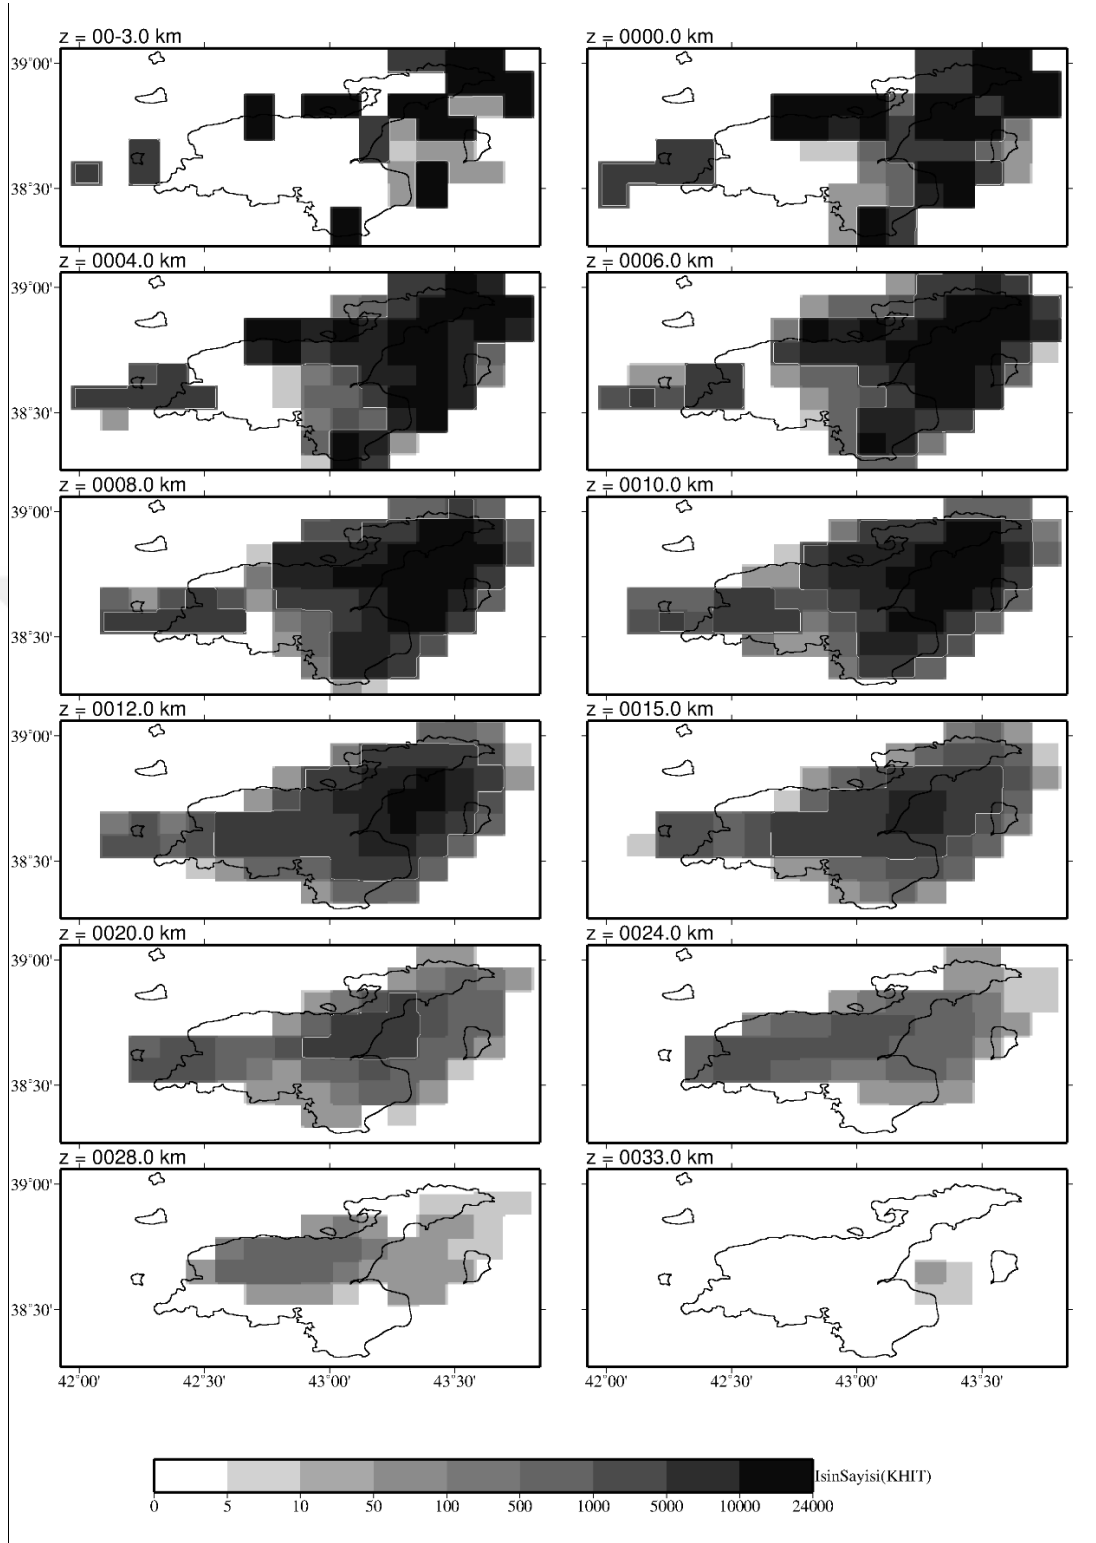 z = 00-3.0 km z = 0000.0 km
39°00'
38°30'
z = 0004.0 km z = 0006.0 km
39°00'
38°30'
z = 0008.0 km z = 0010.0 km
39°00'
38°30'
z = 0012.0 km z = 0015.0 km
39°00'
38°30'
z = 0020.0 km z = 0024.0 km
39°00'
38°30'
z = 0028.0 km z = 0033.0 km
39°00'
38°30'
42°00' 42°30' 43°00' 43°30' 42°00' 42°30' 43°00' 43°30'
IsinSayisi(KHIT)
0 5 10 50 100 500 1000 5000 10000 24000